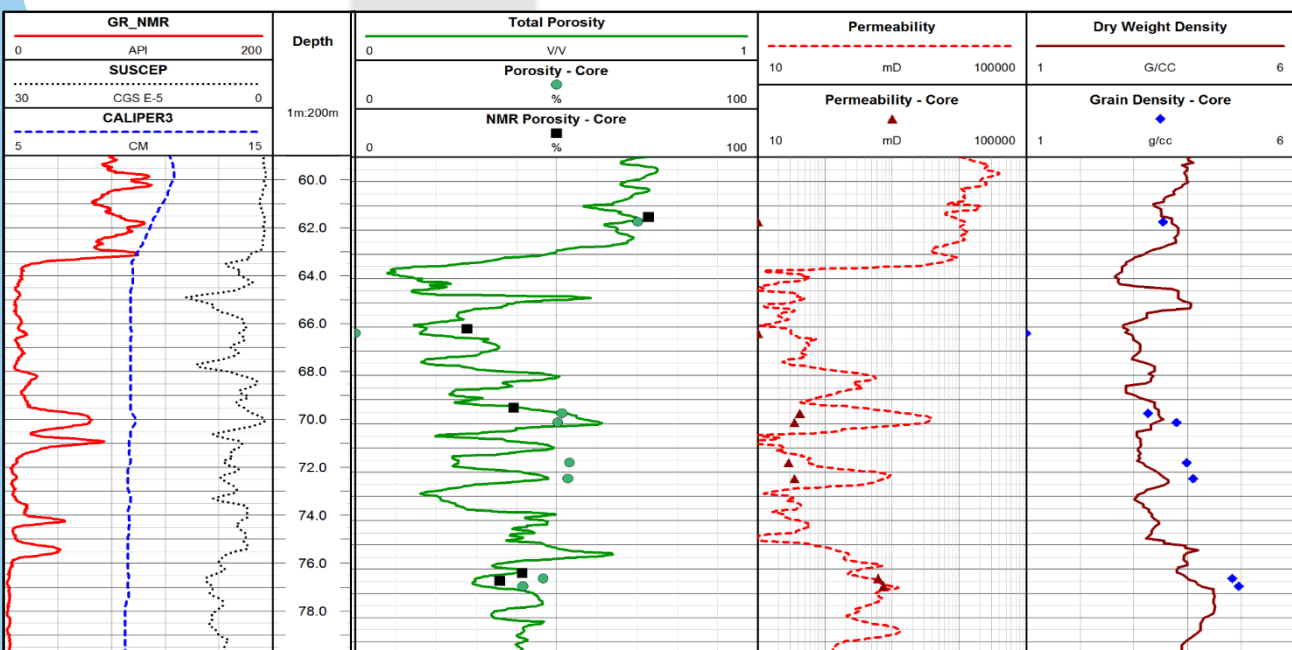 GR_NMR
0 API 200
SUSCEP
30 CGS E-5 0
CALIPER3
5 CM 15
Depth
1m:200m
Total Porosity
0 V/V 1
Porosity - Core
0 % 100
NMR Porosity - Core
0 % 100
Permeability
10 mD 100000
Permeability - Core
10 mD 100000
Dry Weight Density
1 G/CC 6
Grain Density - Core
1 g/cc 6
60.0
62.0
64.0
66.0
68.0
70.0
72.0
74.0
76.0
78.0